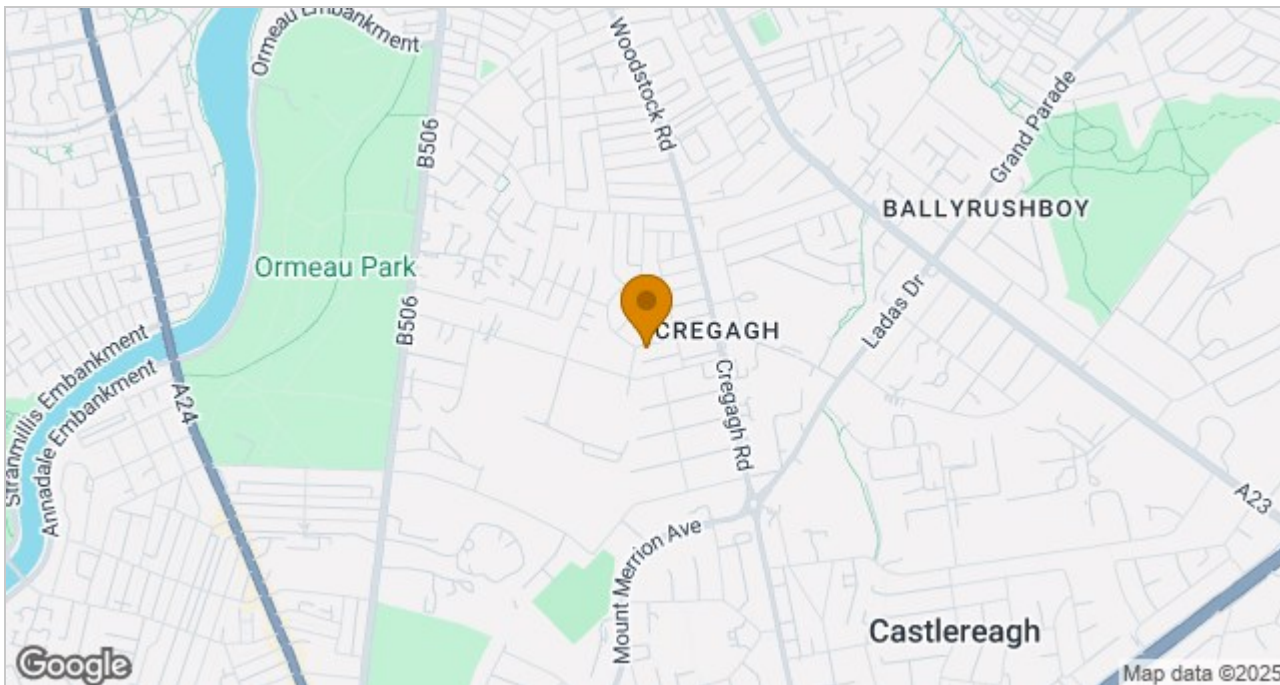 Ormeau Embankment
Woodstock Rd
B506
Grand Parade
BALLYRUSHBOY
Ormeau Park
B506
Ladas Dr
CREGAGH
Stranmillis Embankment
Annadale Embankment
A24
Cregagh Rd
A23
Mount Merrion Ave
Castlereagh
Google
Map data ©2025